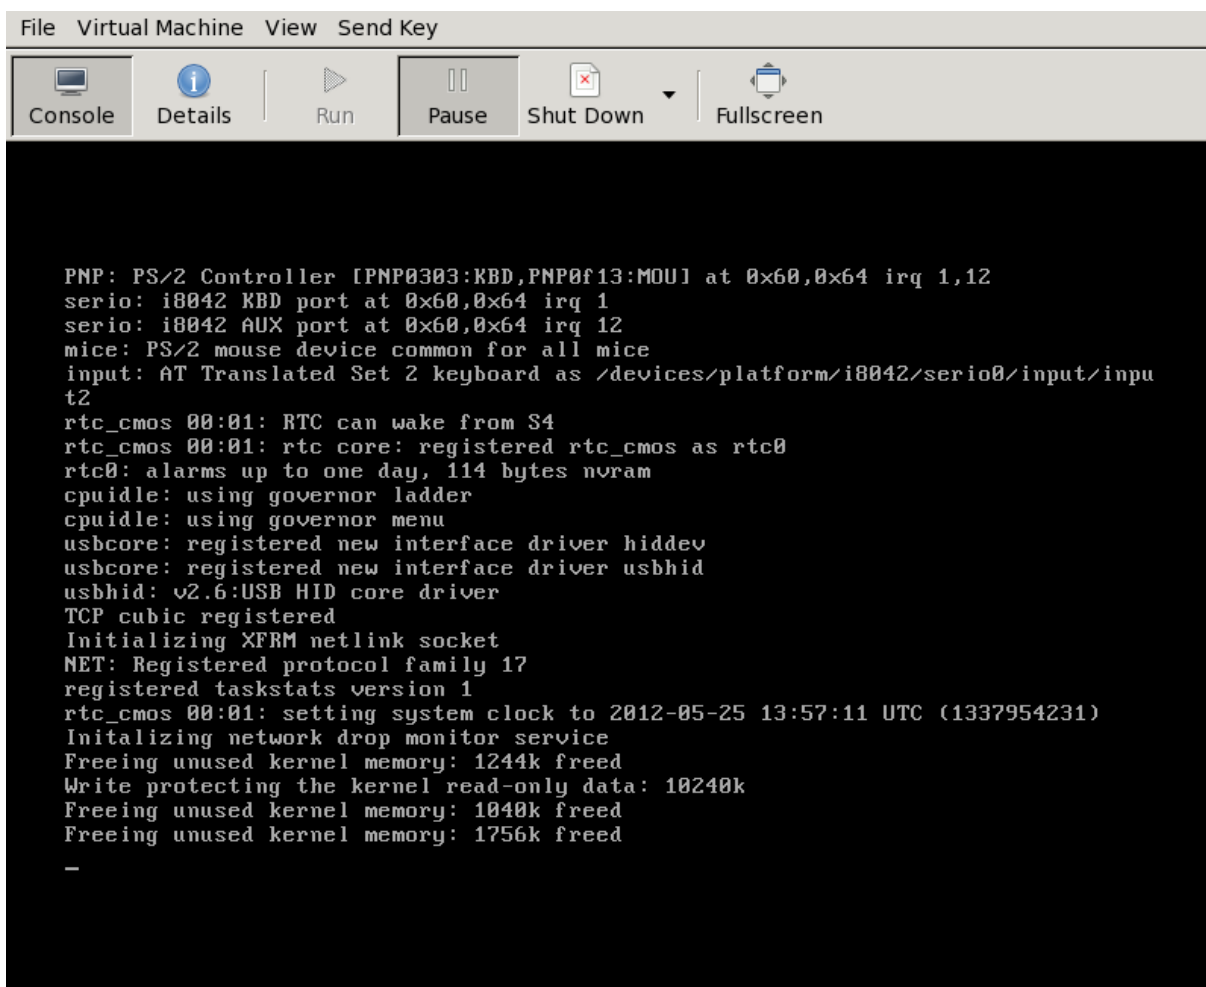 File Virtual Machine View Send Key
Console Details Run Pause Shut Down Fullscreen
PNP: PS/2 Controller [PNP0303:KBD,PNP0f13:MOU] at 0x60,0x64 irq 1,12
serio: i8042 KBD port at 0x60,0x64 irq 1
serio: i8042 AUX port at 0x60,0x64 irq 12
mice: PS/2 mouse device common for all mice
input: AT Translated Set 2 keyboard as /devices/platform/i8042/serio0/input/inpu
t2
rtc_cmos 00:01: RTC can wake from S4
rtc_cmos 00:01: rtc core: registered rtc_cmos as rtc0
rtc0: alarms up to one day, 114 bytes nvram
cpuidle: using governor ladder
cpuidle: using governor menu
usbcore: registered new interface driver hiddev
usbcore: registered new interface driver usbhid
usbhid: v2.6:USB HID core driver
TCP cubic registered
Initializing XFRM netlink socket
NET: Registered protocol family 17
registered taskstats version 1
rtc_cmos 00:01: setting system clock to 2012-05-25 13:57:11 UTC (1337954231)
Initalizing network drop monitor service
Freeing unused kernel memory: 1244k freed
Write protecting the kernel read-only data: 10240k
Freeing unused kernel memory: 1040k freed
Freeing unused kernel memory: 1756k freed